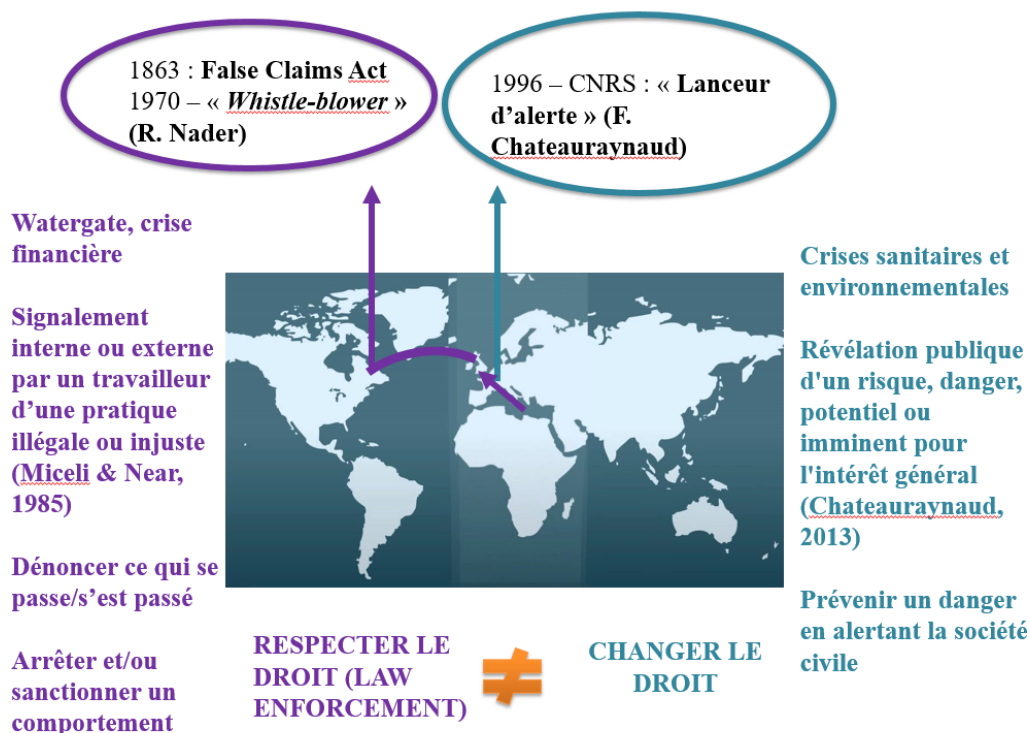 1863 : False Claims Act
1970 – « Whistle-blower »
(R. Nader)
1996 – CNRS : « Lanceur
d’alerte » (F.
Chateauraynaud)
Watergate, crise
financière
Signalement
interne ou externe
par un travailleur
d’une pratique
illégale ou injuste
(Miceli & Near,
1985)
Dénoncer ce qui se
passe/s’est passé
Arrêter et/ou
sanctionner un
comportement
RESPECTER LE
DROIT (LAW
ENFORCEMENT)
≠
CHANGER LE
DROIT
Crises sanitaires et
environnementales
Révélation publique
d'un risque, danger,
potentiel ou
imminent pour
l'intérêt général
(Chateauraynaud,
2013)
Prévenir un danger
en alertant la société
civile